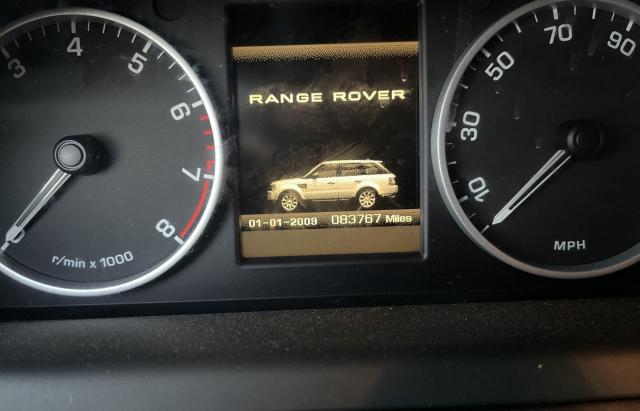 3 4 5 6 7 8
0
r/min x 1000
RANGE ROVER
01-01-2009 083767 Miles
10 30 50 70 90
MPH